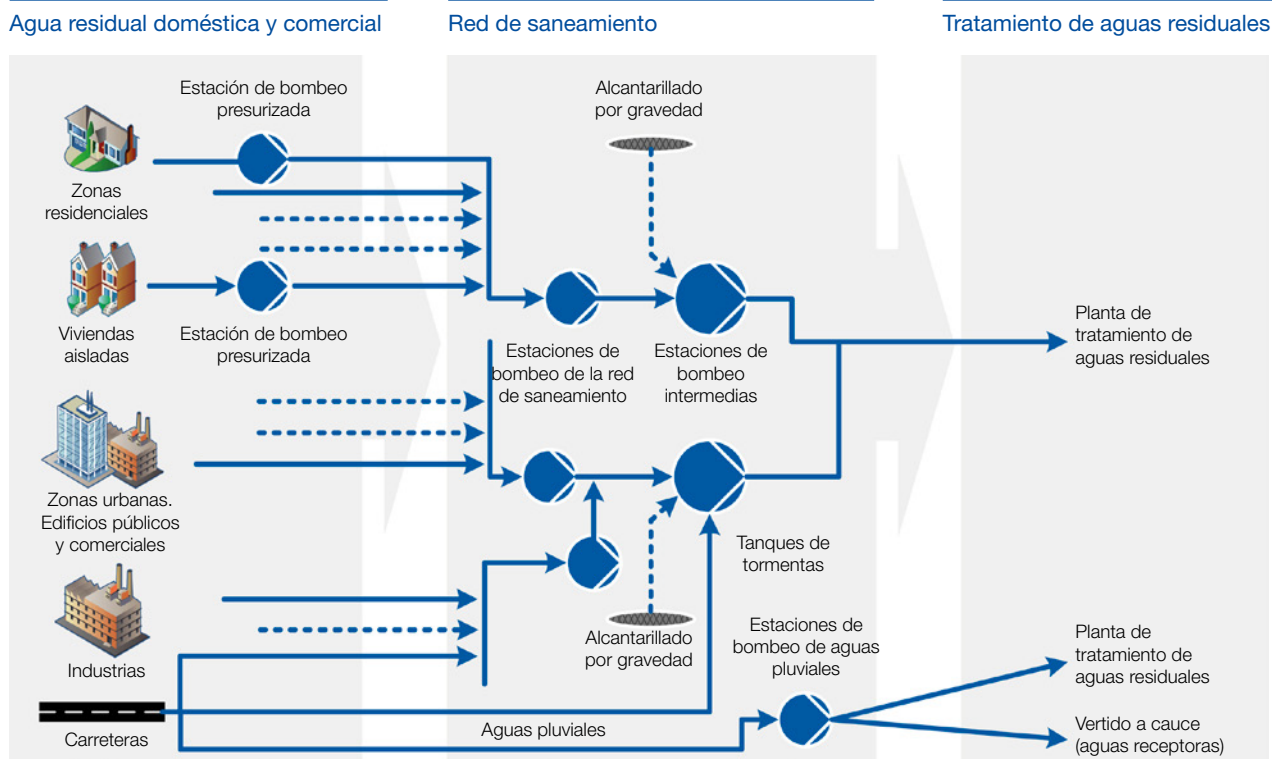 Agua residual doméstica y comercial
Red de saneamiento
Tratamiento de aguas residuales
Estación de bombeo
presurizada
Zonas
residenciales
Viviendas
aisladas
Estación de bombeo
presurizada
Zonas urbanas.
Edificios públicos
y comerciales
Industrias
Carreteras
Alcantarillado
por gravedad
Estaciones de
bombeo de la red
de saneamiento
Estaciones de
bombeo
intermedias
Tanques de
tormentas
Alcantarillado
por gravedad
Estaciones de
bombeo de aguas
pluviales
Aguas pluviales
Planta de
tratamiento de
aguas residuales
Planta de
tratamiento de
aguas residuales
Vertido a cauce
(aguas receptoras)